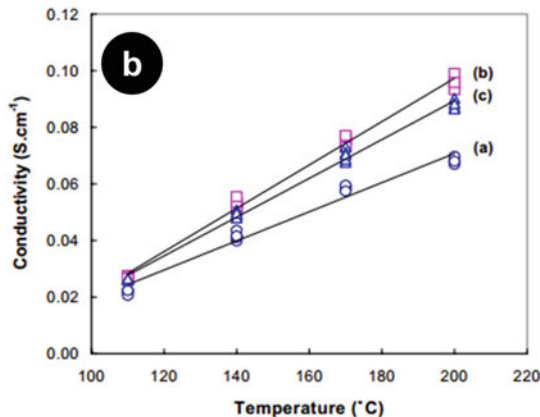 b
0.12
0.10
0.08
0.06
0.04
0.02
0.00
Conductivity (S.cm⁻¹)
(b)
(c)
(a)
100 120 140 160 180 200 220
Temperature (˚C)